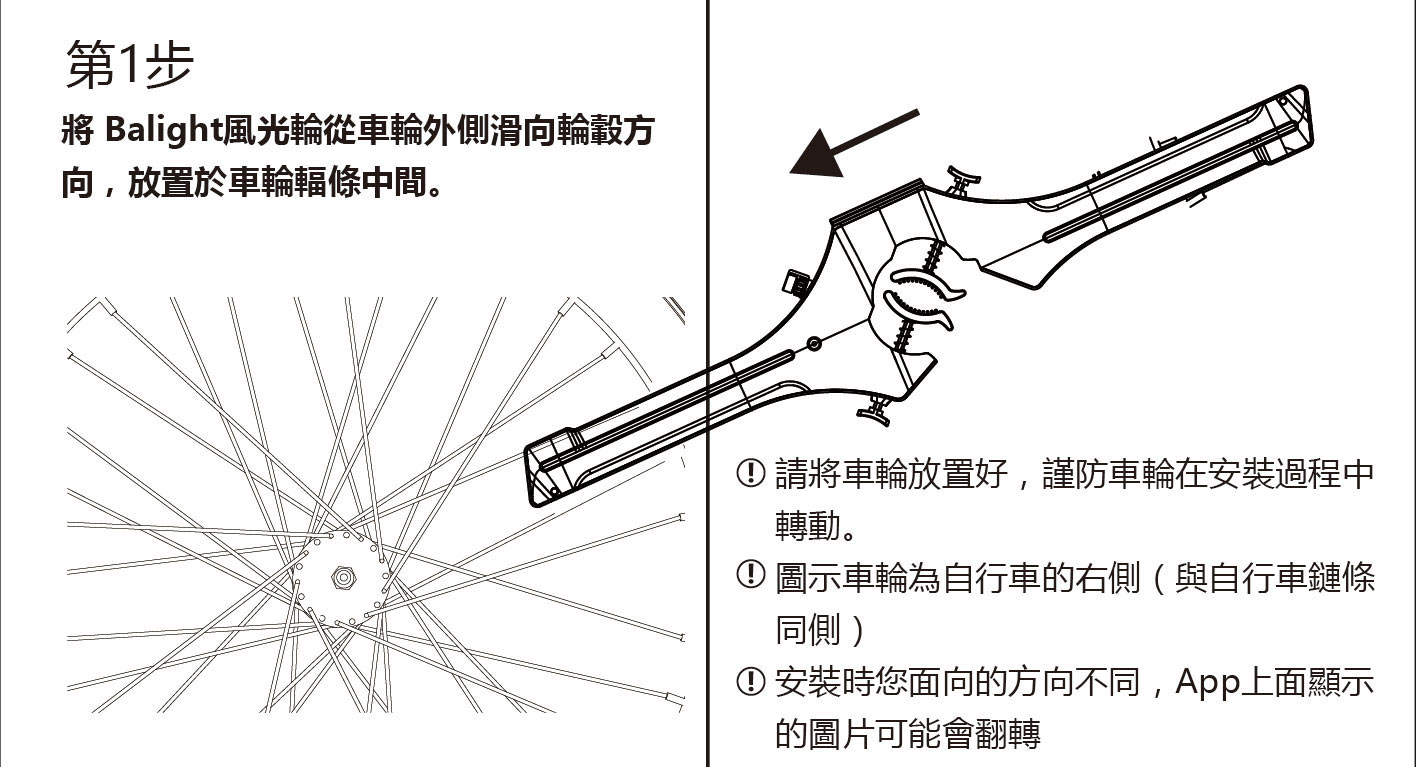 第1步
將 Balight風光輪從車輪外側滑向輪轂方
向，放置於車輪輻條中間。
! 請將車輪放置好，謹防車輪在安裝過程中
轉動。
! 圖示車輪為自行車的右側（與自行車鏈條
同側）
! 安裝時您面向的方向不同，App上面顯示
的圖片可能會翻轉